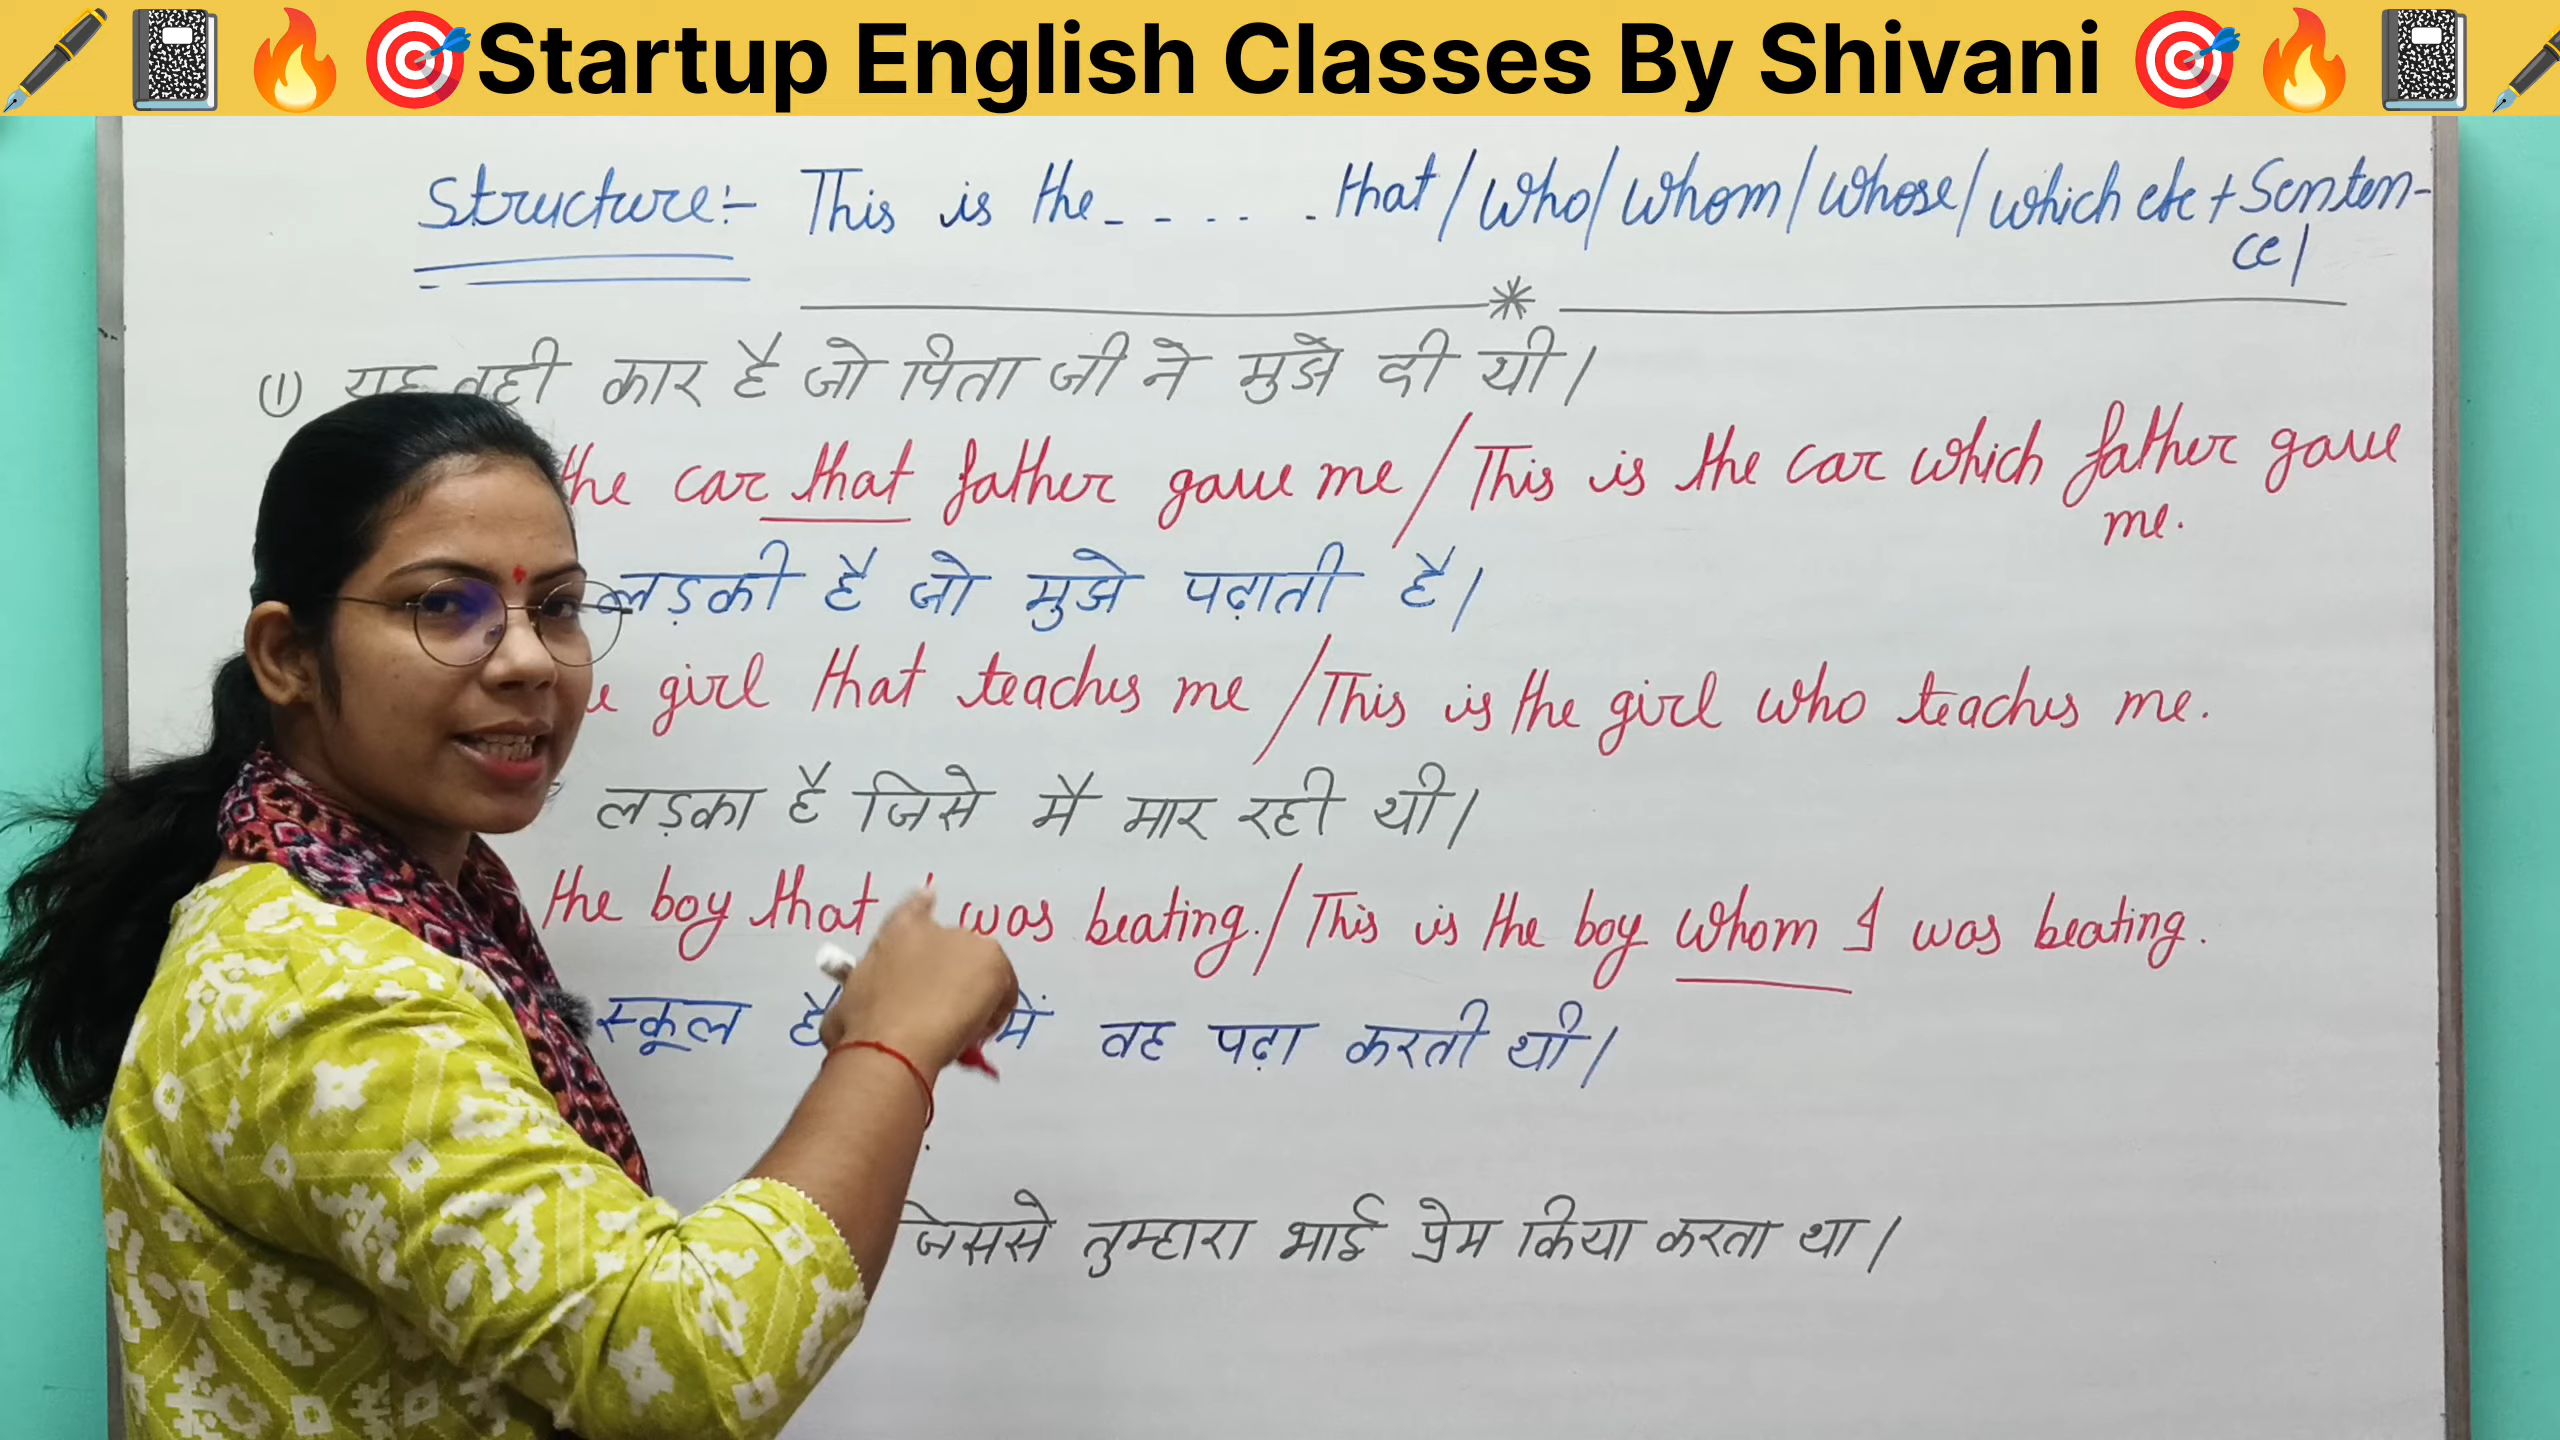 Startup English Classes By Shivani
Structure:- This is the - - - - - that / who / whom / whose / which etc + Senten-
ce|
① यह वही कार है जो पिता जी ने मुझे दी थी।
the car that father gave me / This is the car which father gave
me.
लड़की है जो मुझे पढ़ाती है।
girl that teaches me / This is the girl who teaches me.
लड़का है जिसे मै मार रही थी।
the boy that I was beating. / This is the boy whom I was beating.
स्कूल है में वह पढ़ा करती थी।
जिससे तुम्हारा भाई प्रेम किया करता था।